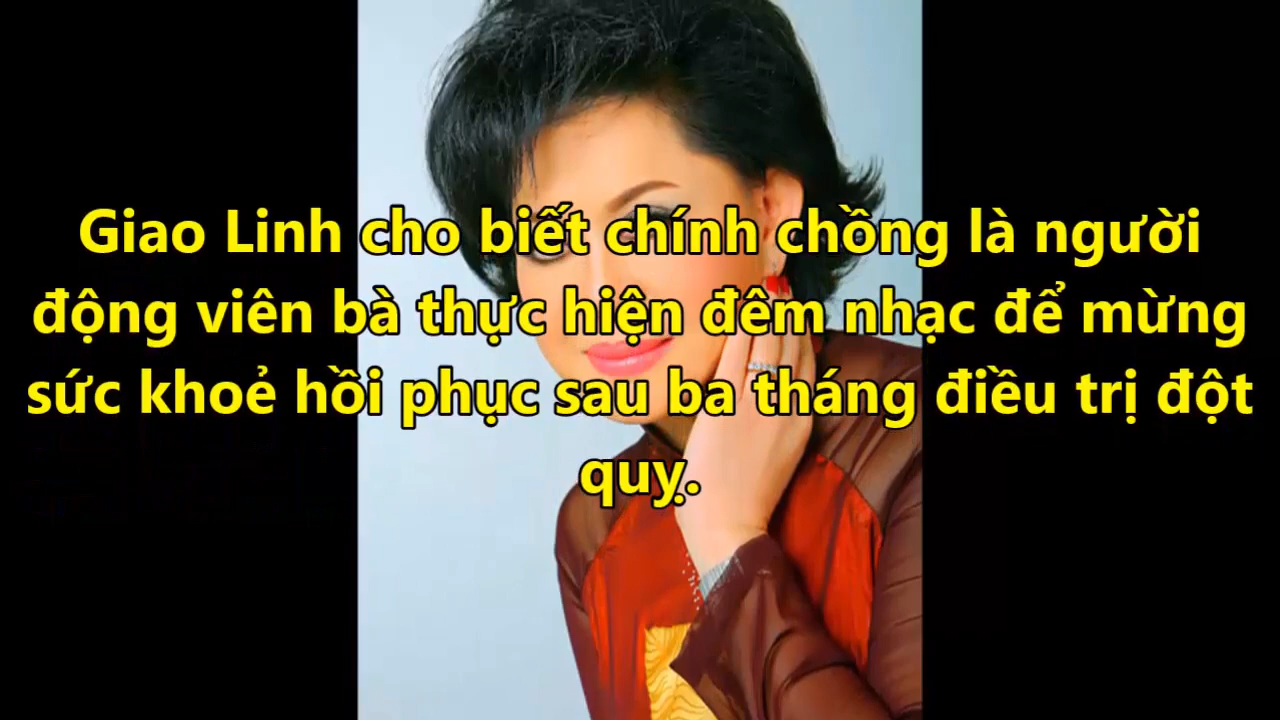 Giao Linh cho biết chính chồng là người
động viên bà thực hiện đêm nhạc để mừng
sức khoẻ hồi phục sau ba tháng điều trị đột
quỵ.